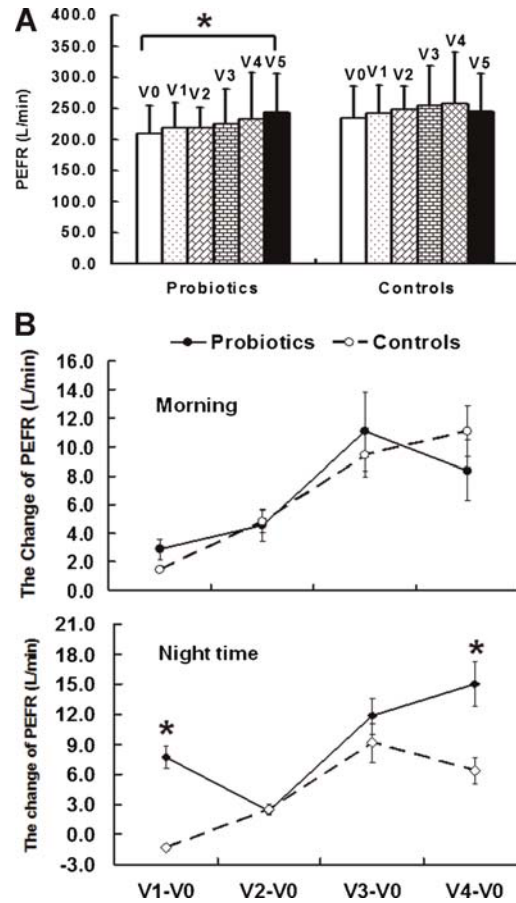 A
PEFR (L/min)
400.0
350.0
300.0
250.0
200.0
150.0
100.0
50.0
0.0
*
V0 V1 V2 V3 V4 V5
V0 V1 V2 V3 V4 V5
Probiotics Controls
B
Probiotics Controls
The Change of PEFR (L/min)
16.0
14.0
12.0
10.0
8.0
6.0
4.0
2.0
0.0
Morning
The change of PEFR (L/min)
21.0
18.0
15.0
12.0
9.0
6.0
3.0
0.0
-3.0
Night time
*
*
V1-V0 V2-V0 V3-V0 V4-V0